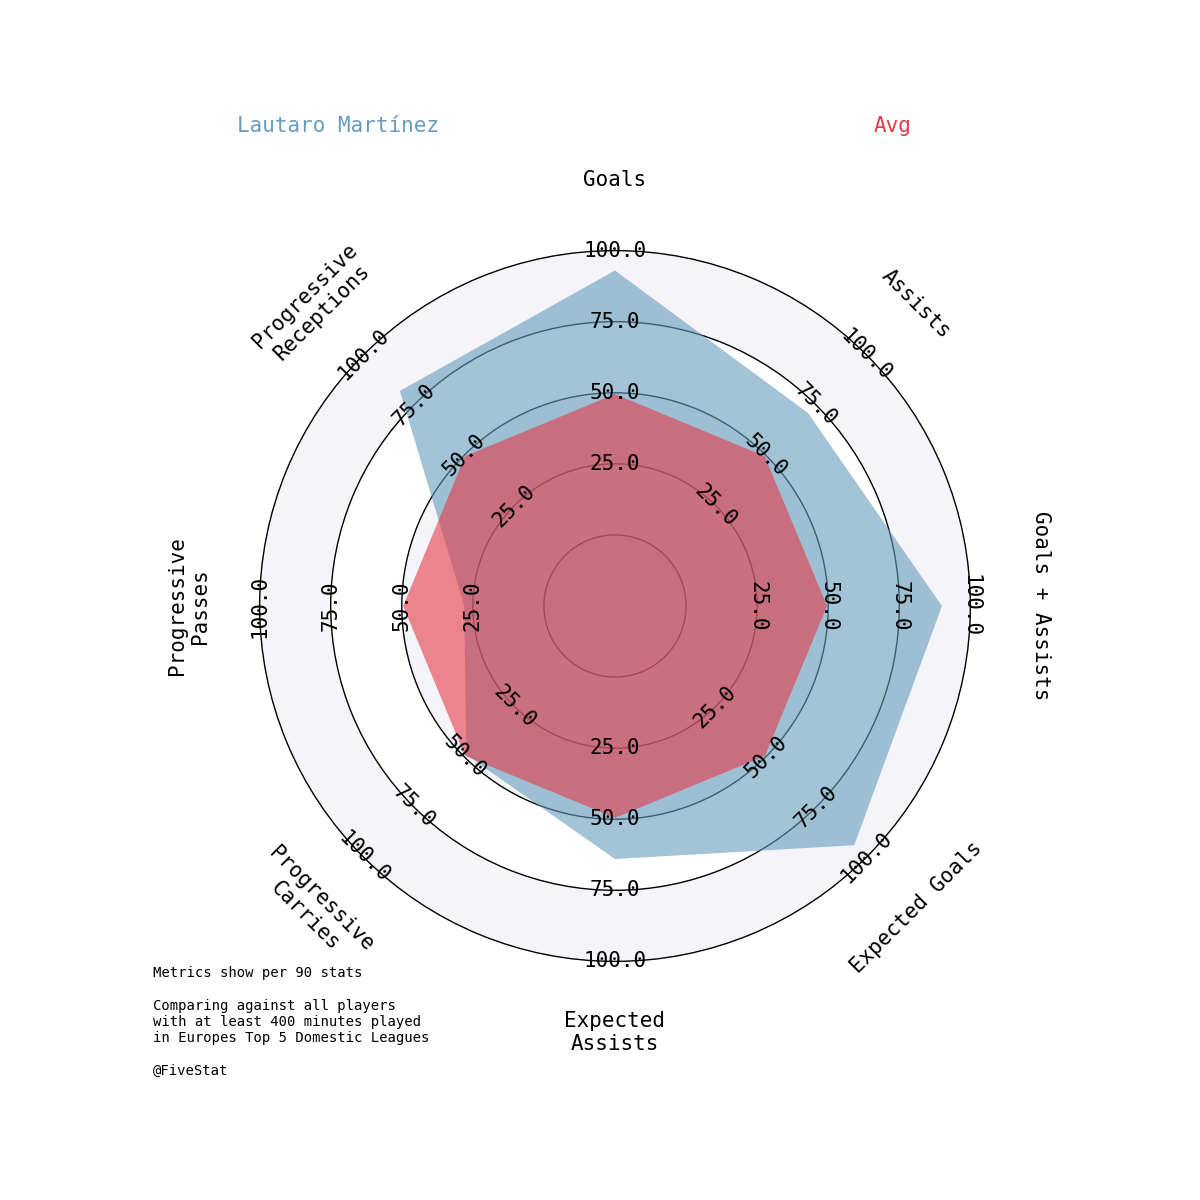 Lautaro Martínez
Avg
Goals
Assists
Goals + Assists
Expected Goals
Expected
Assists
Progressive
Carries
Progressive
Passes
Progressive
Receptions
100.0
75.0
50.0
25.0
100.0
75.0
50.0
25.0
100.0
75.0
50.0
25.0
100.0
75.0
50.0
25.0
100.0
75.0
50.0
25.0
100.0
75.0
50.0
25.0
100.0
75.0
50.0
25.0
100.0
75.0
50.0
25.0
Metrics show per 90 stats
Comparing against all players
with at least 400 minutes played
in Europes Top 5 Domestic Leagues
@FiveStat